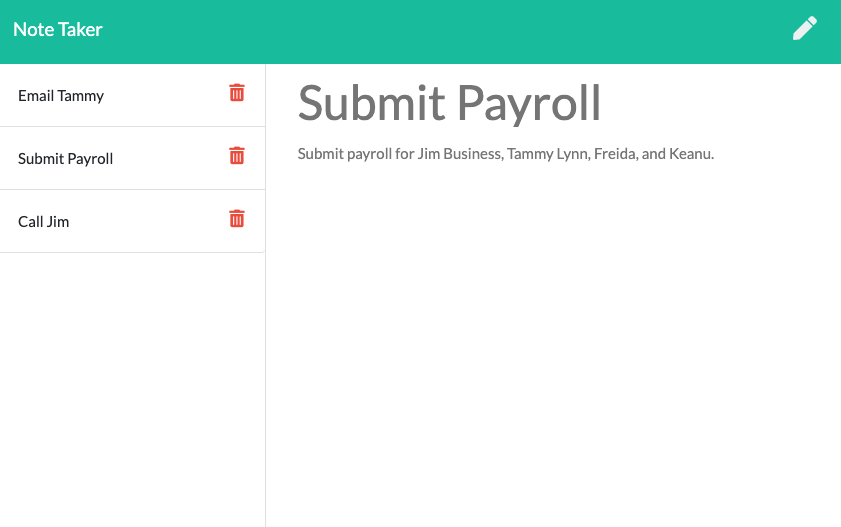 Note Taker
Email Tammy
Submit Payroll
Call Jim
Submit Payroll
Submit payroll for Jim Business, Tammy Lynn, Freida, and Keanu.